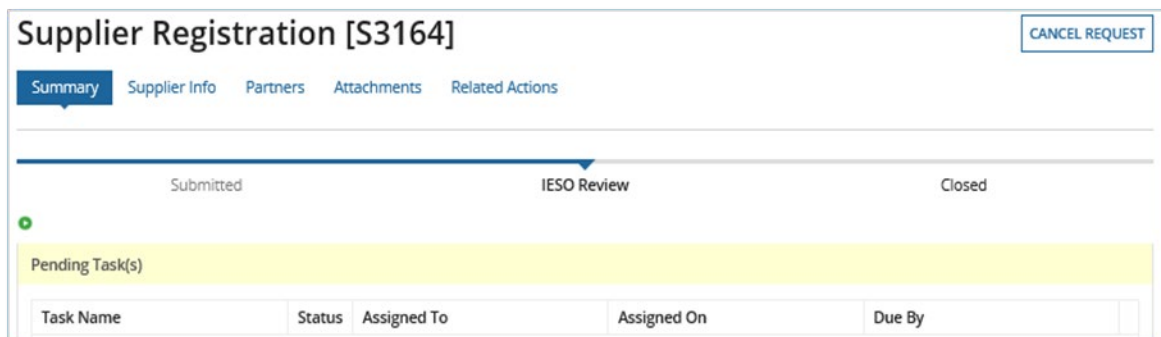 Supplier Registration [S3164]
CANCEL REQUEST
Summary Supplier Info Partners Attachments Related Actions
Submitted IESO Review Closed
Pending Task(s)
Task Name Status Assigned To Assigned On Due By